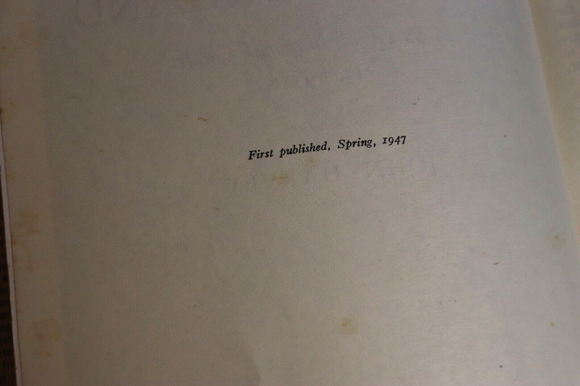 First published, Spring, 1947